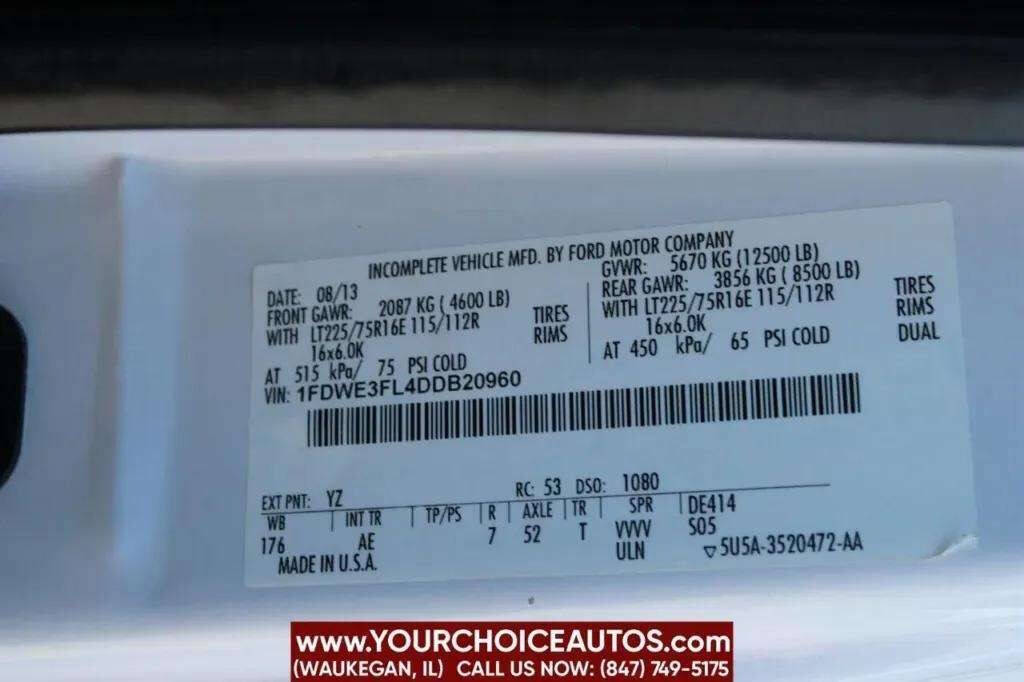 INCOMPLETE VEHICLE MFD. BY FORD MOTOR COMPANY
DATE: 08/13
FRONT GAWR: 2087 KG ( 4600 LB)
WITH LT225/75R16E 115/112R TIRES
16x6.0K RIMS
AT 515 kPa/ 75 PSI COLD
GVWR: 5670 KG (12500 LB)
REAR GAWR: 3856 KG ( 8500 LB)
WITH LT225/75R16E 115/112R TIRES
16x6.0K RIMS
AT 450 kPa/ 65 PSI COLD DUAL
VIN: 1FDWE3FL4DDB20960
EXT PNT: YZ RC: 53 DSO: 1080
WB INT TR TP/PS R AXLE TR SPR DE414
176 AE 7 52 T VVVV S05
MADE IN U.S.A. ULN ▽5U5A-3520472-AA
www.YOURCHOICEAUTOS.com
(WAUKEGAN, IL) CALL US NOW: (847) 749-5175